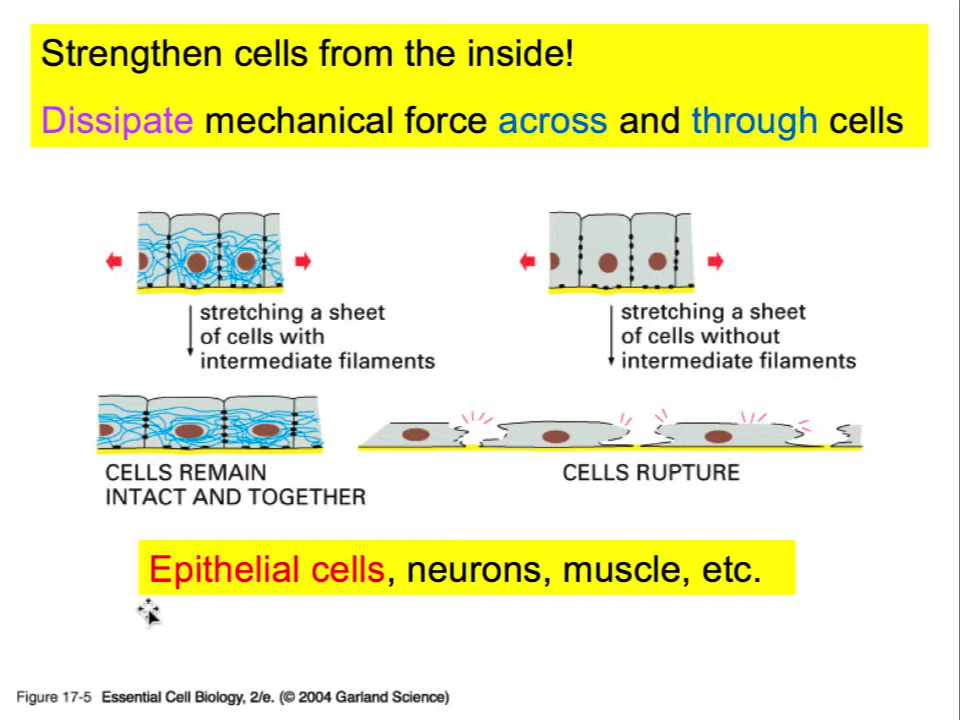 Strengthen cells from the inside!
Dissipate mechanical force across and through cells
stretching a sheet
of cells with
intermediate filaments
stretching a sheet
of cells without
intermediate filaments
CELLS REMAIN
INTACT AND TOGETHER
CELLS RUPTURE
Epithelial cells, neurons, muscle, etc.
Figure 17-5 Essential Cell Biology, 2/e. (© 2004 Garland Science)